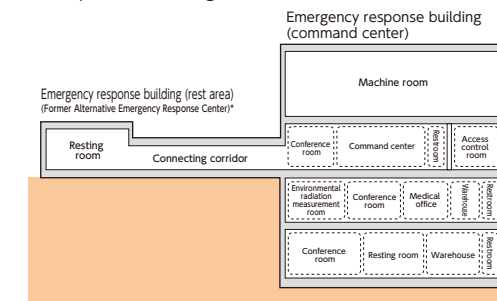 Emergency response building
(command center)
Machine room
Emergency response building (rest area)
(Former Alternative Emergency Response Center)*
Resting
room
Connecting corridor
Conference
room
Command center
Restroom
Access
control
room
Environmental
radiation
measurement
room
Conference
room
Medical
office
Warehouse
Restroom
Conference
room
Resting room
Warehouse
Restroom